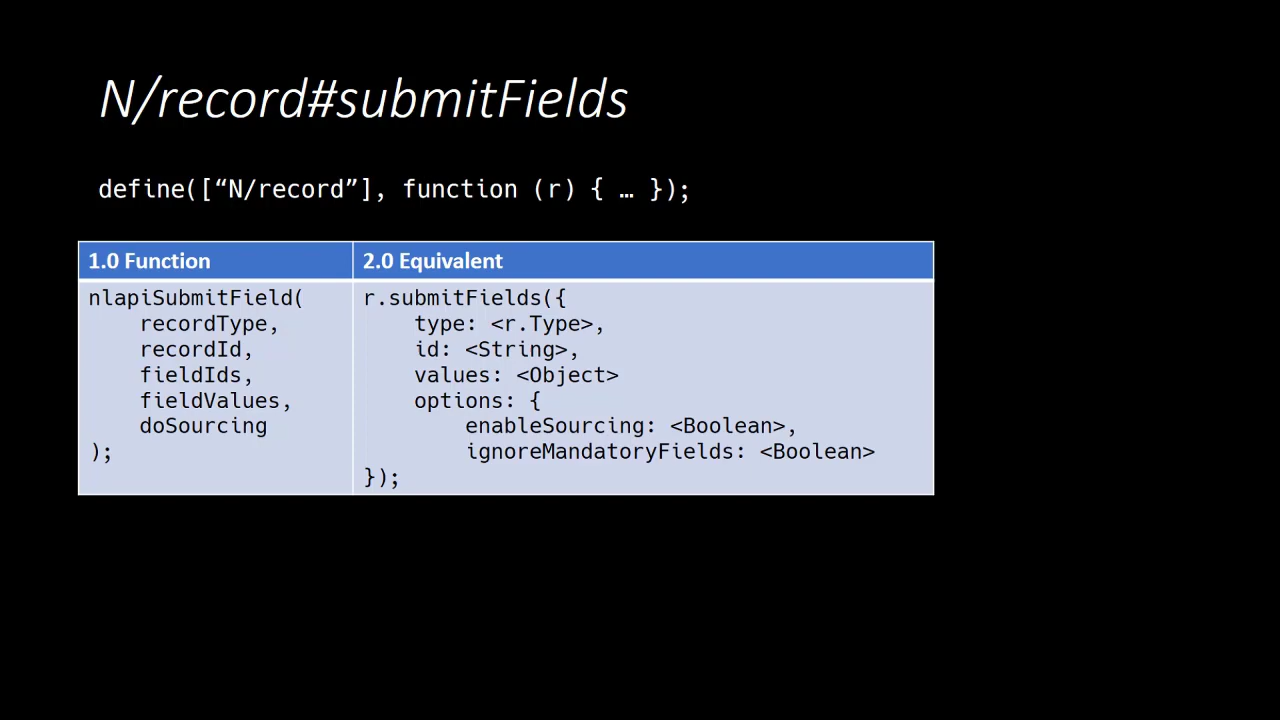 N/record#submitFields
define([“N/record”], function (r) { … });
1.0 Function
2.0 Equivalent
nlapiSubmitField(
    recordType,
    recordId,
    fieldIds,
    fieldValues,
    doSourcing
);
r.submitFields({
    type: <r.Type>,
    id: <String>,
    values: <Object>
    options: {
        enableSourcing: <Boolean>,
        ignoreMandatoryFields: <Boolean>
});